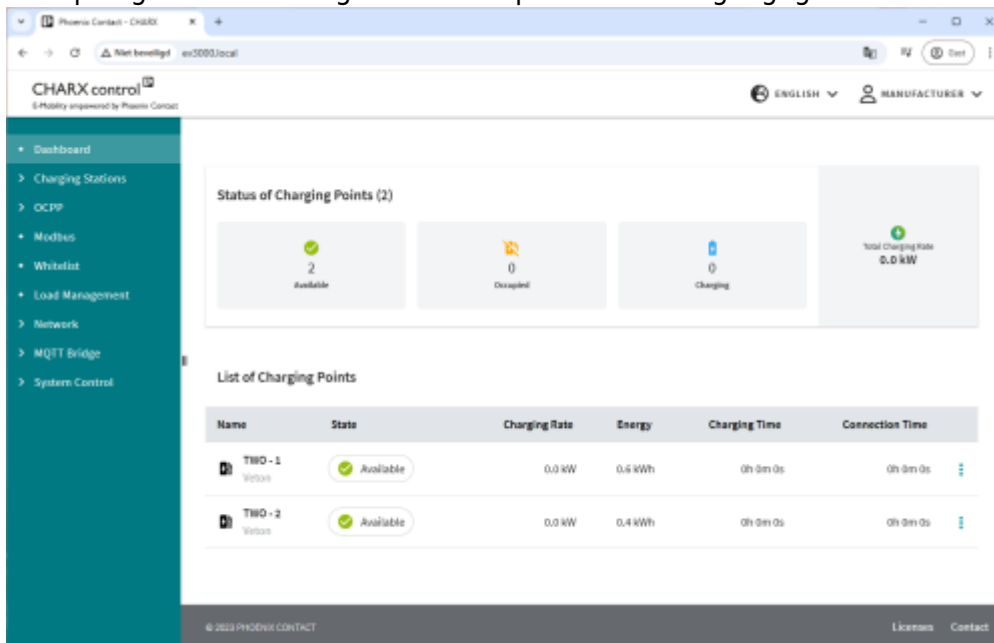 Phoenix Contact - CHARX
Niet beveiligd
ev3000.local
Gast
CHARX control
E-Mobility empowered by Phoenix Contact
ENGLISH
MANUFACTURER
Dashboard
Charging Stations
OCPP
Modbus
Whitelist
Load Management
Network
MQTT Bridge
System Control
Status of Charging Points (2)
2
Available
0
Occupied
0
Charging
Total Charging Rate
0.0 kW
List of Charging Points
Name State Charging Rate Energy Charging Time Connection Time
TWO - 1 Available 0.0 kW 0.6 kWh 0h 0m 0s 0h 0m 0s
Veton
TWO - 2 Available 0.0 kW 0.4 kWh 0h 0m 0s 0h 0m 0s
Veton
© 2023 PHOENIX CONTACT
Licenses Contact